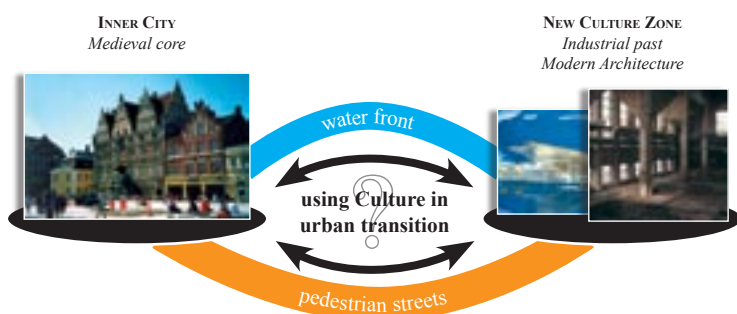 INNER CITY
Medieval core
NEW CULTURE ZONE
Industrial past
Modern Architecture
water front
?
using Culture in
urban transition
pedestrian streets